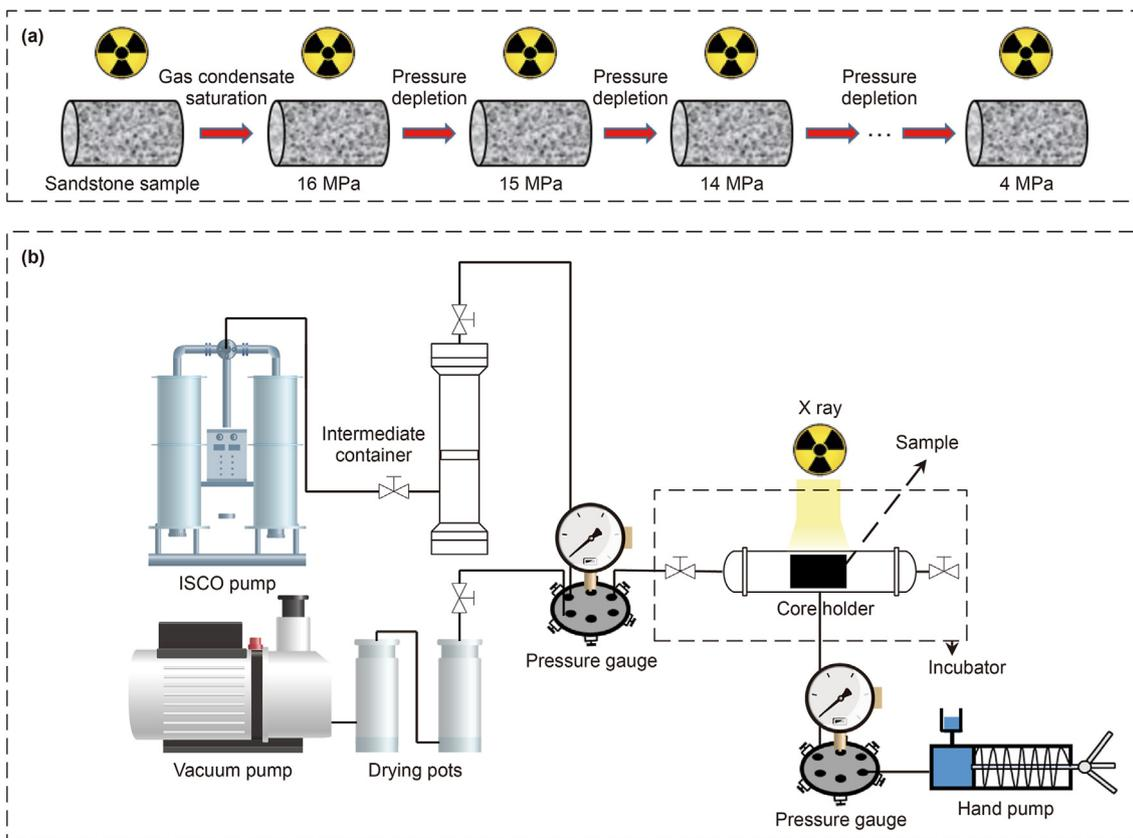 (a)
Gas condensate
saturation
Pressure
depletion
Pressure
depletion
Pressure
depletion
...
Sandstone sample
16 MPa
15 MPa
14 MPa
4 MPa
(b)
X ray
Sample
Intermediate
container
ISCO pump
Core holder
Pressure gauge
Incubator
Vacuum pump
Drying pots
Hand pump
Pressure gauge